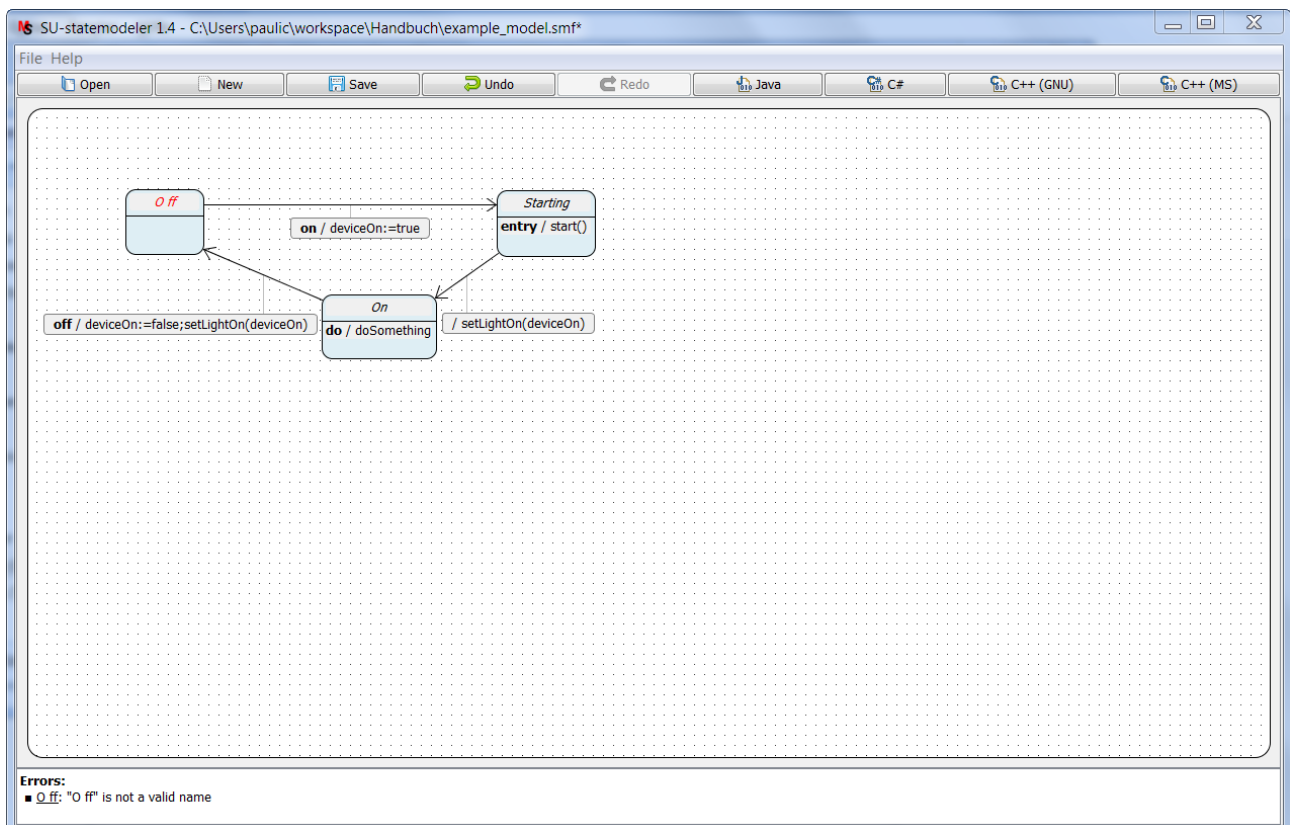 SU-statemodeler 1.4 - C:\Users\paulic\workspace\Handbuch\example_model.smf*
File Help
Open New Save Undo Redo Java C# C++ (GNU) C++ (MS)
O ff
Starting
on / deviceOn:=true
entry / start()
On
off / deviceOn:=false;setLightOn(deviceOn)
do / doSomething
/ setLightOn(deviceOn)
Errors:
▪ O ff: "O ff" is not a valid name